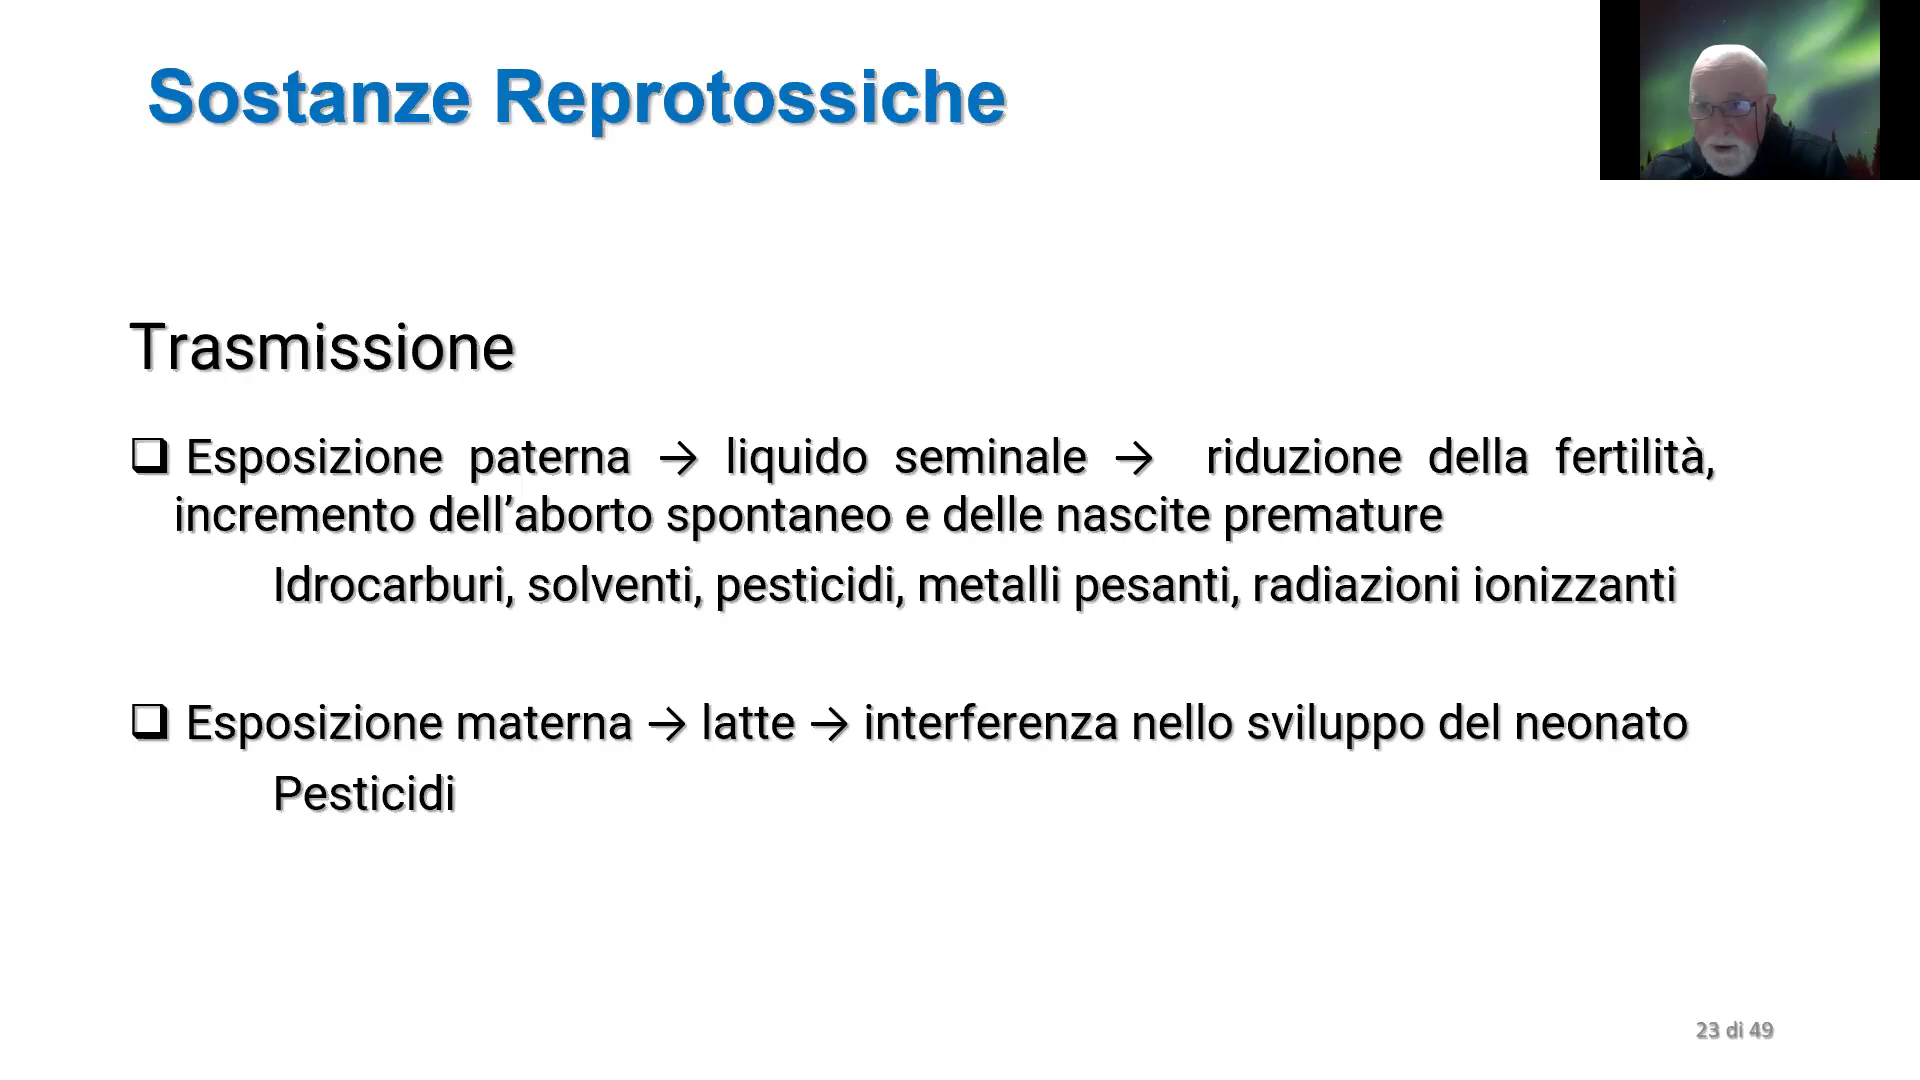 Sostanze Reprotossiche
Trasmissione
❑ Esposizione paterna → liquido seminale → riduzione della fertilità,
incremento dell’aborto spontaneo e delle nascite premature
Idrocarburi, solventi, pesticidi, metalli pesanti, radiazioni ionizzanti
❑ Esposizione materna → latte → interferenza nello sviluppo del neonato
Pesticidi
23 di 49